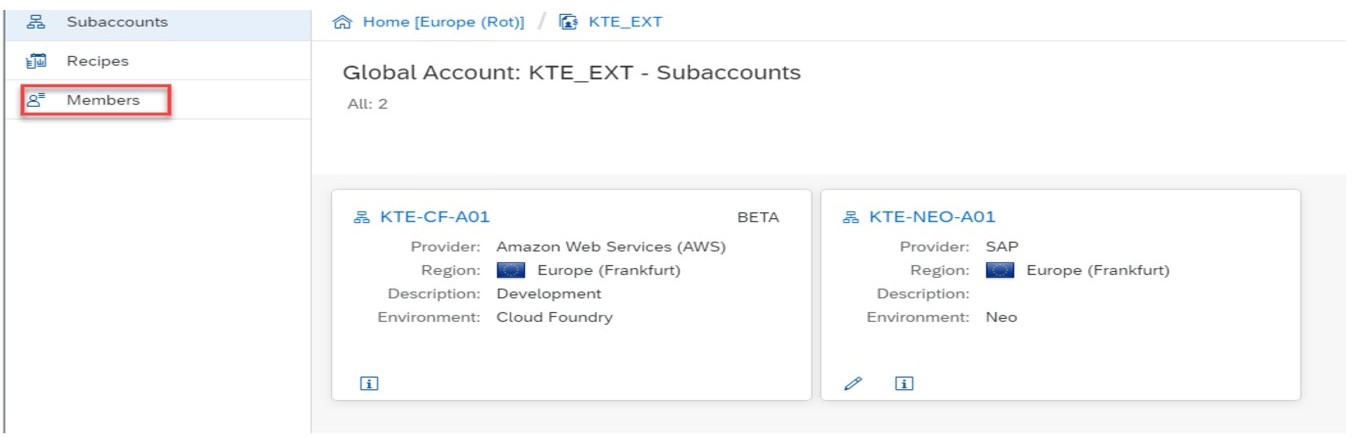 Subaccounts
Recipes
Members
Home [Europe (Rot)] / KTE_EXT
Global Account: KTE_EXT - Subaccounts
All: 2
KTE-CF-A01 BETA
Provider: Amazon Web Services (AWS)
Region: Europe (Frankfurt)
Description: Development
Environment: Cloud Foundry
KTE-NEO-A01
Provider: SAP
Region: Europe (Frankfurt)
Description:
Environment: Neo